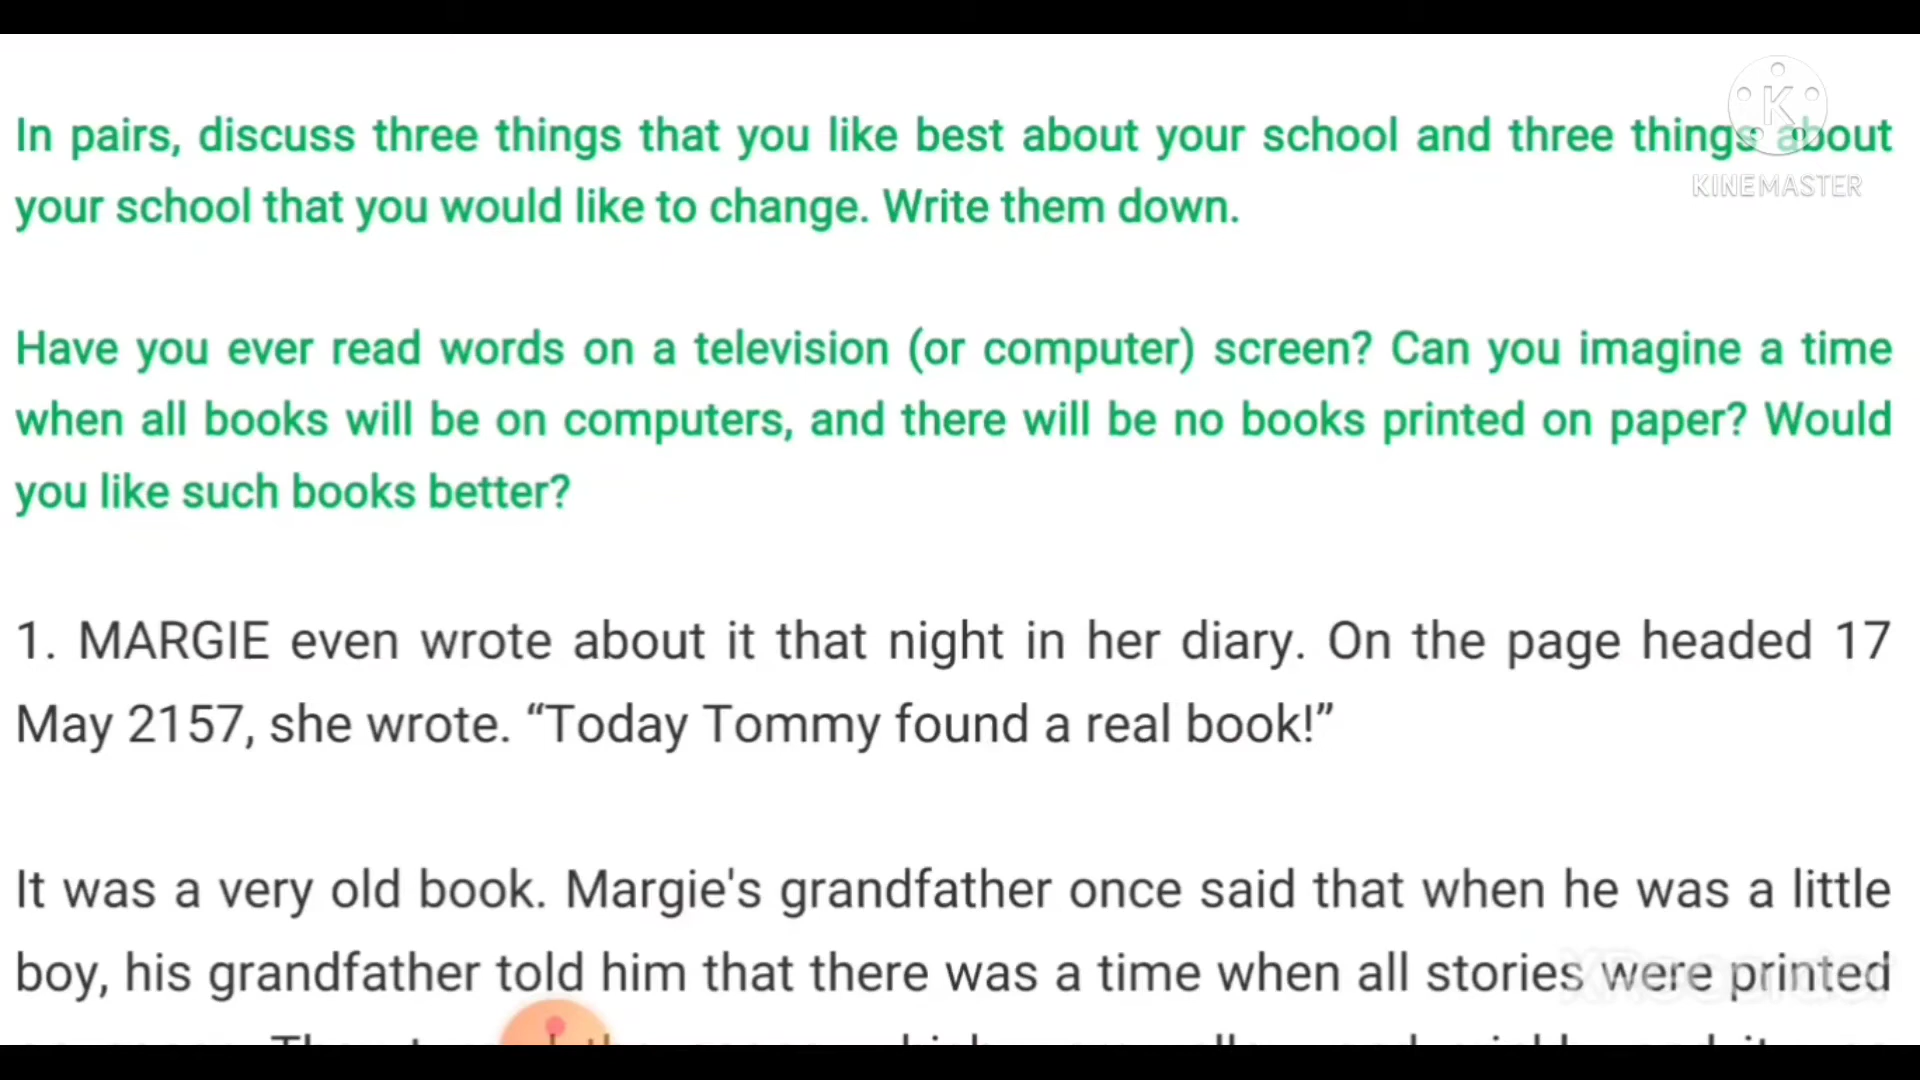 In pairs, discuss three things that you like best about your school and three things about
your school that you would like to change. Write them down.
K
KINEMASTER
Have you ever read words on a television (or computer) screen? Can you imagine a time
when all books will be on computers, and there will be no books printed on paper? Would
you like such books better?
1. MARGIE even wrote about it that night in her diary. On the page headed 17
May 2157, she wrote. “Today Tommy found a real book!”
It was a very old book. Margie's grandfather once said that when he was a little
boy, his grandfather told him that there was a time when all stories were printed